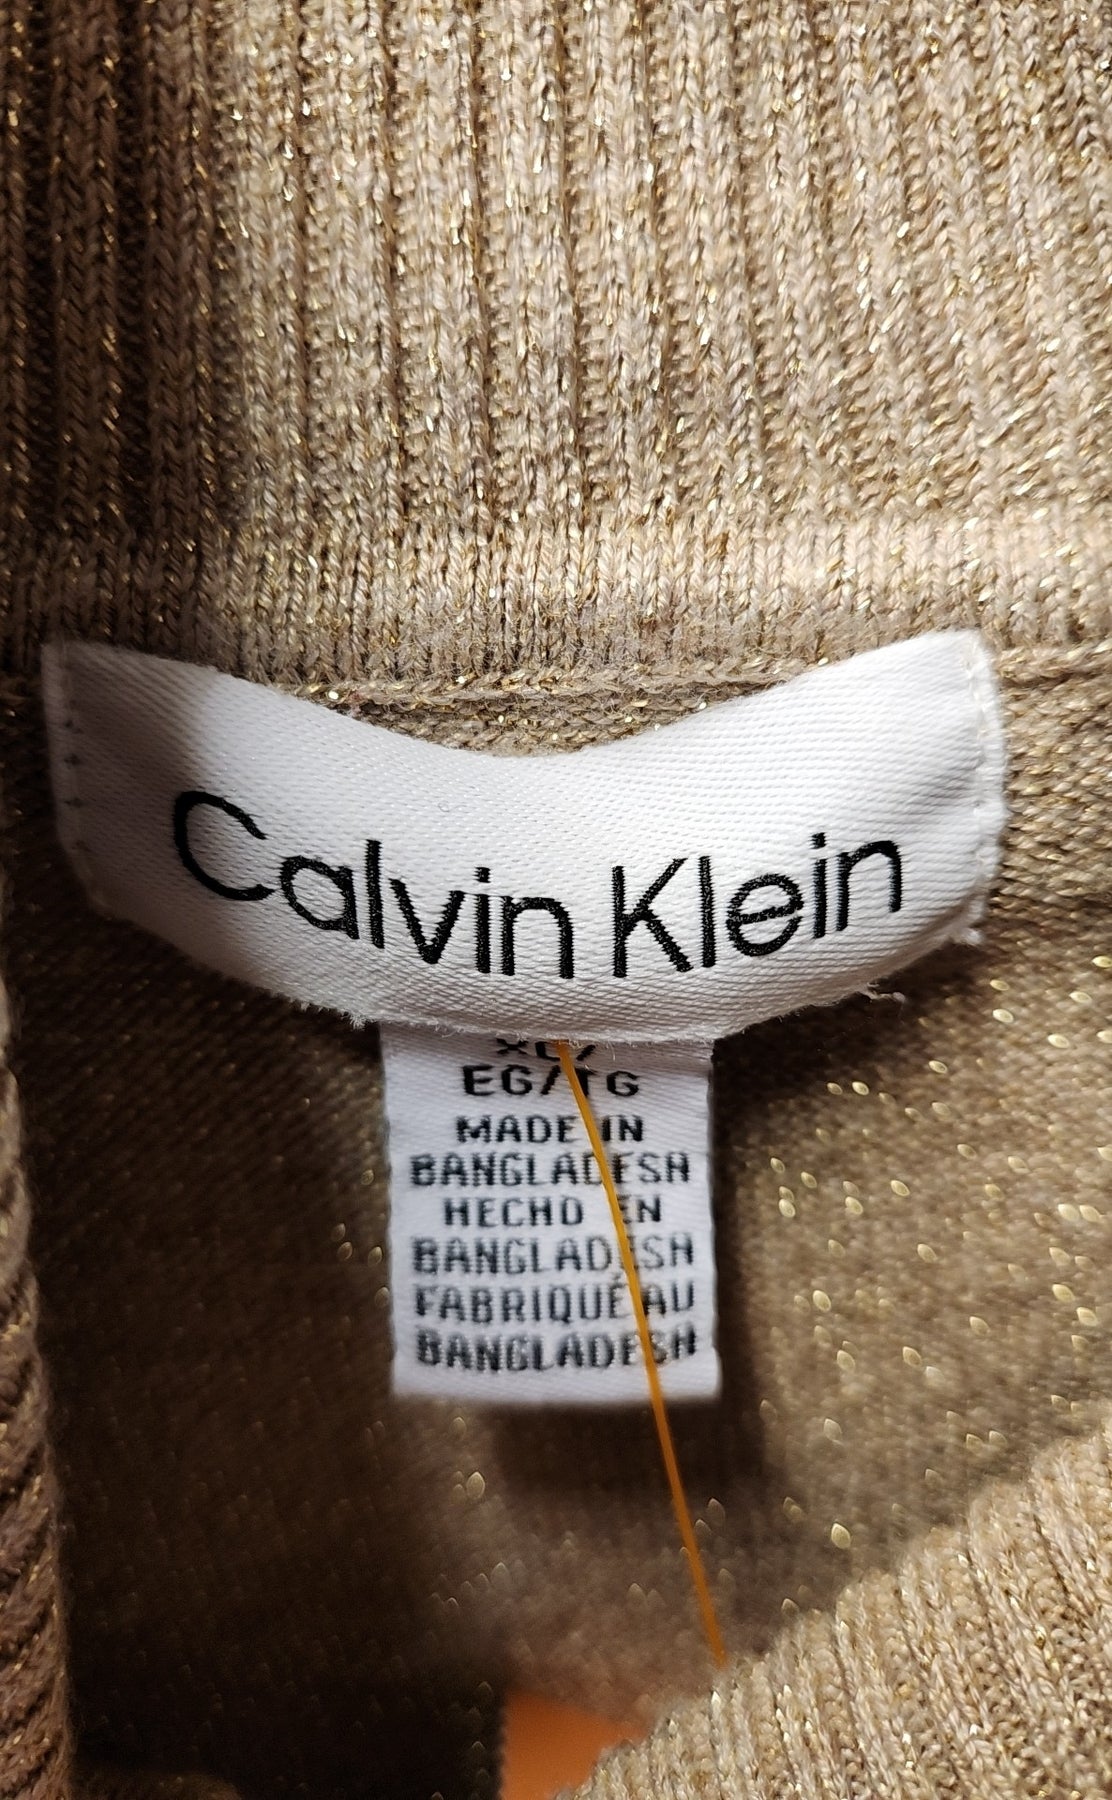 Calvin Klein
XL/
EG/TG
MADE IN
BANGLADESH
HECHO EN
BANGLADESH
FABRIQUÉ AU
BANGLADESH